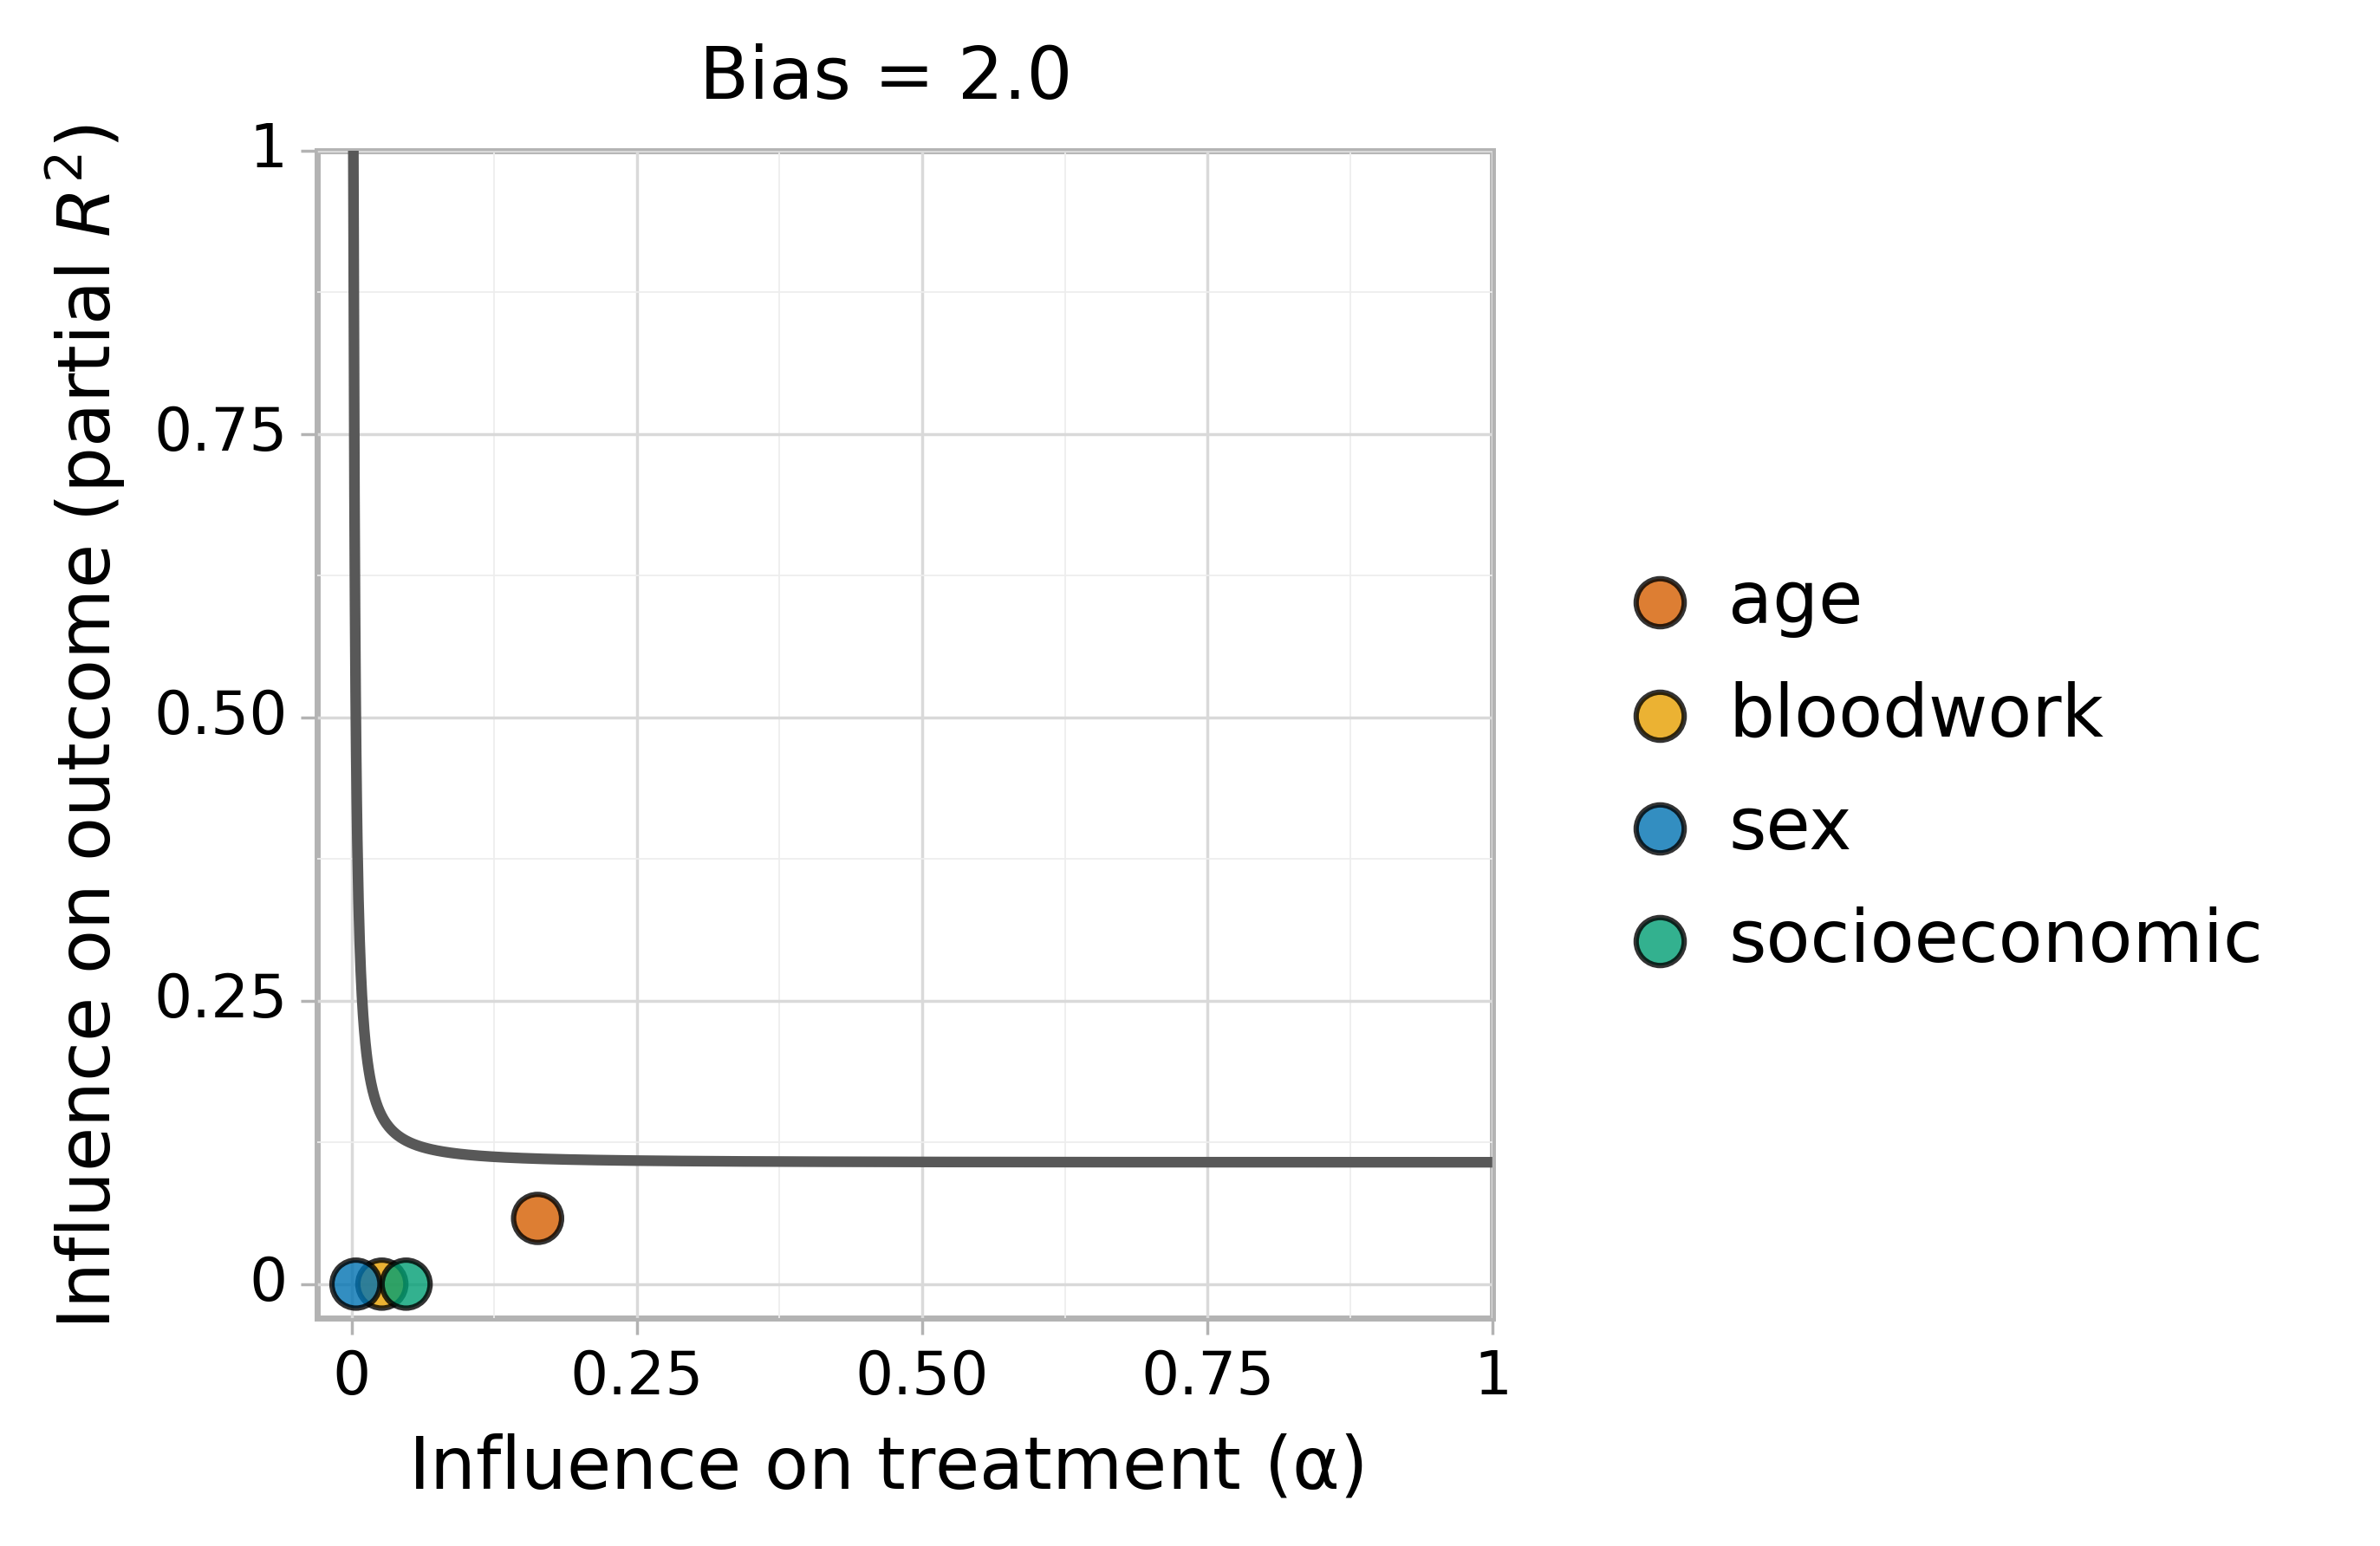 Bias = 2.0
Influence on outcome (partial R²)
1
0.75
0.50
0.25
0
0
0.25
0.50
0.75
1
Influence on treatment (α)
age
bloodwork
sex
socioeconomic